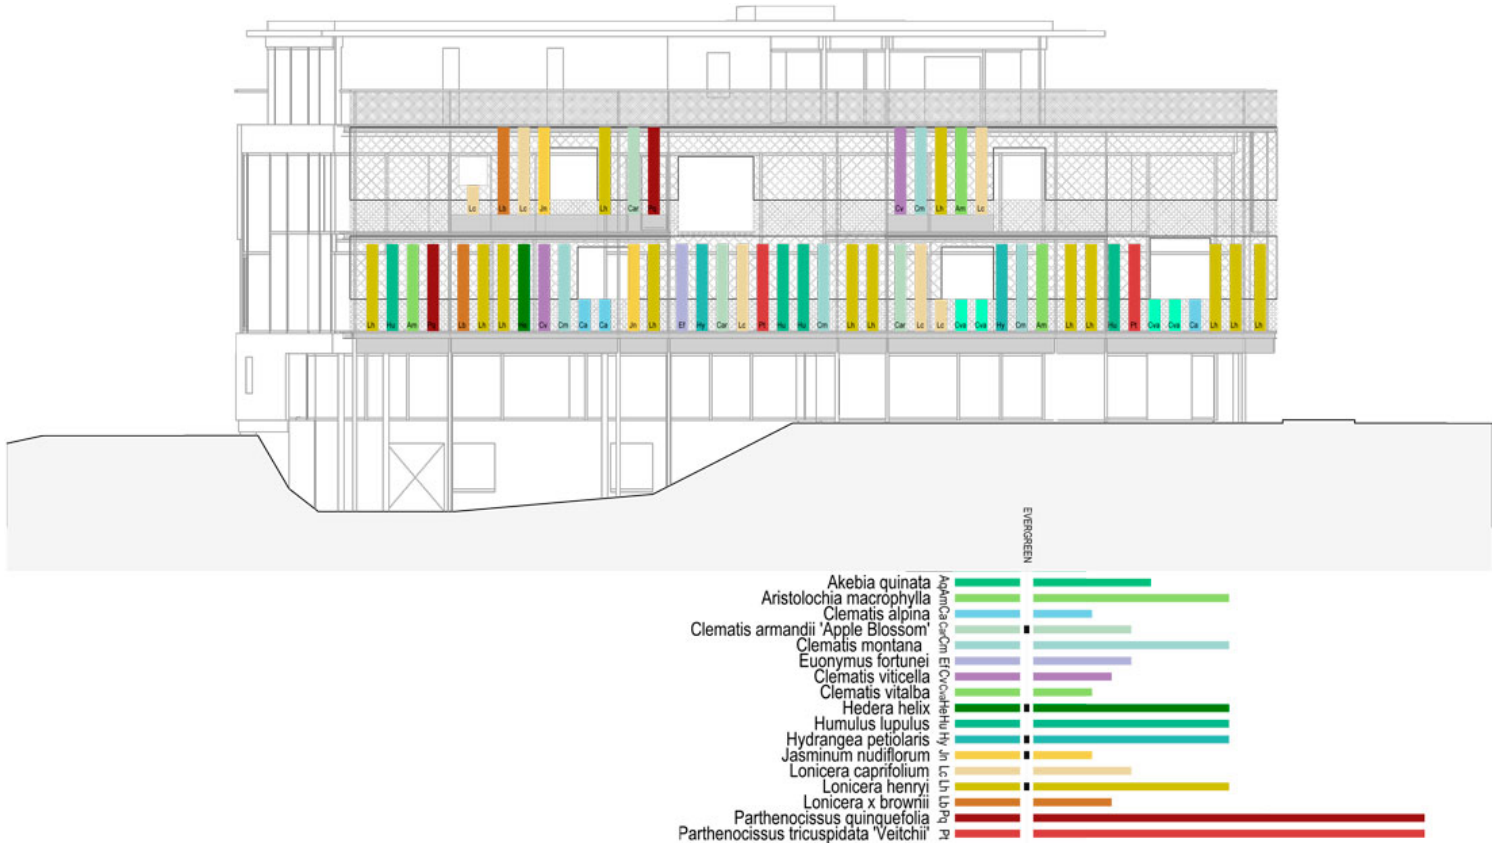 Lc Lb Lc Jn Lh Car Pq Cv Cm Lh Am Lc
Lh Hu Am Pq Lb Lh Lh He Cv Cm Ca Ca Jn Lh Ef Hy Car Lc Pt Hu Hu Cm Lh Lh Car Lc Lc Cva Cva Hy Cm Am Lh Lh Hu Pt Cva Cva Ca Lh Lh Lh
EVERGREEN
Akebia quinata Aq
Aristolochia macrophylla Am
Clematis alpina Ca
Clematis armandii 'Apple Blossom' Car
Clematis montana Cm
Euonymus fortunei Ef
Clematis viticella Cv
Clematis vitalba Cva
Hedera helix He
Humulus lupulus Hu
Hydrangea petiolaris Hy
Jasminum nudiflorum Jn
Lonicera caprifolium Lc
Lonicera henryi Lh
Lonicera x brownii Lb
Parthenocissus quinquefolia Pq
Parthenocissus tricuspidata 'Veitchii' Pt